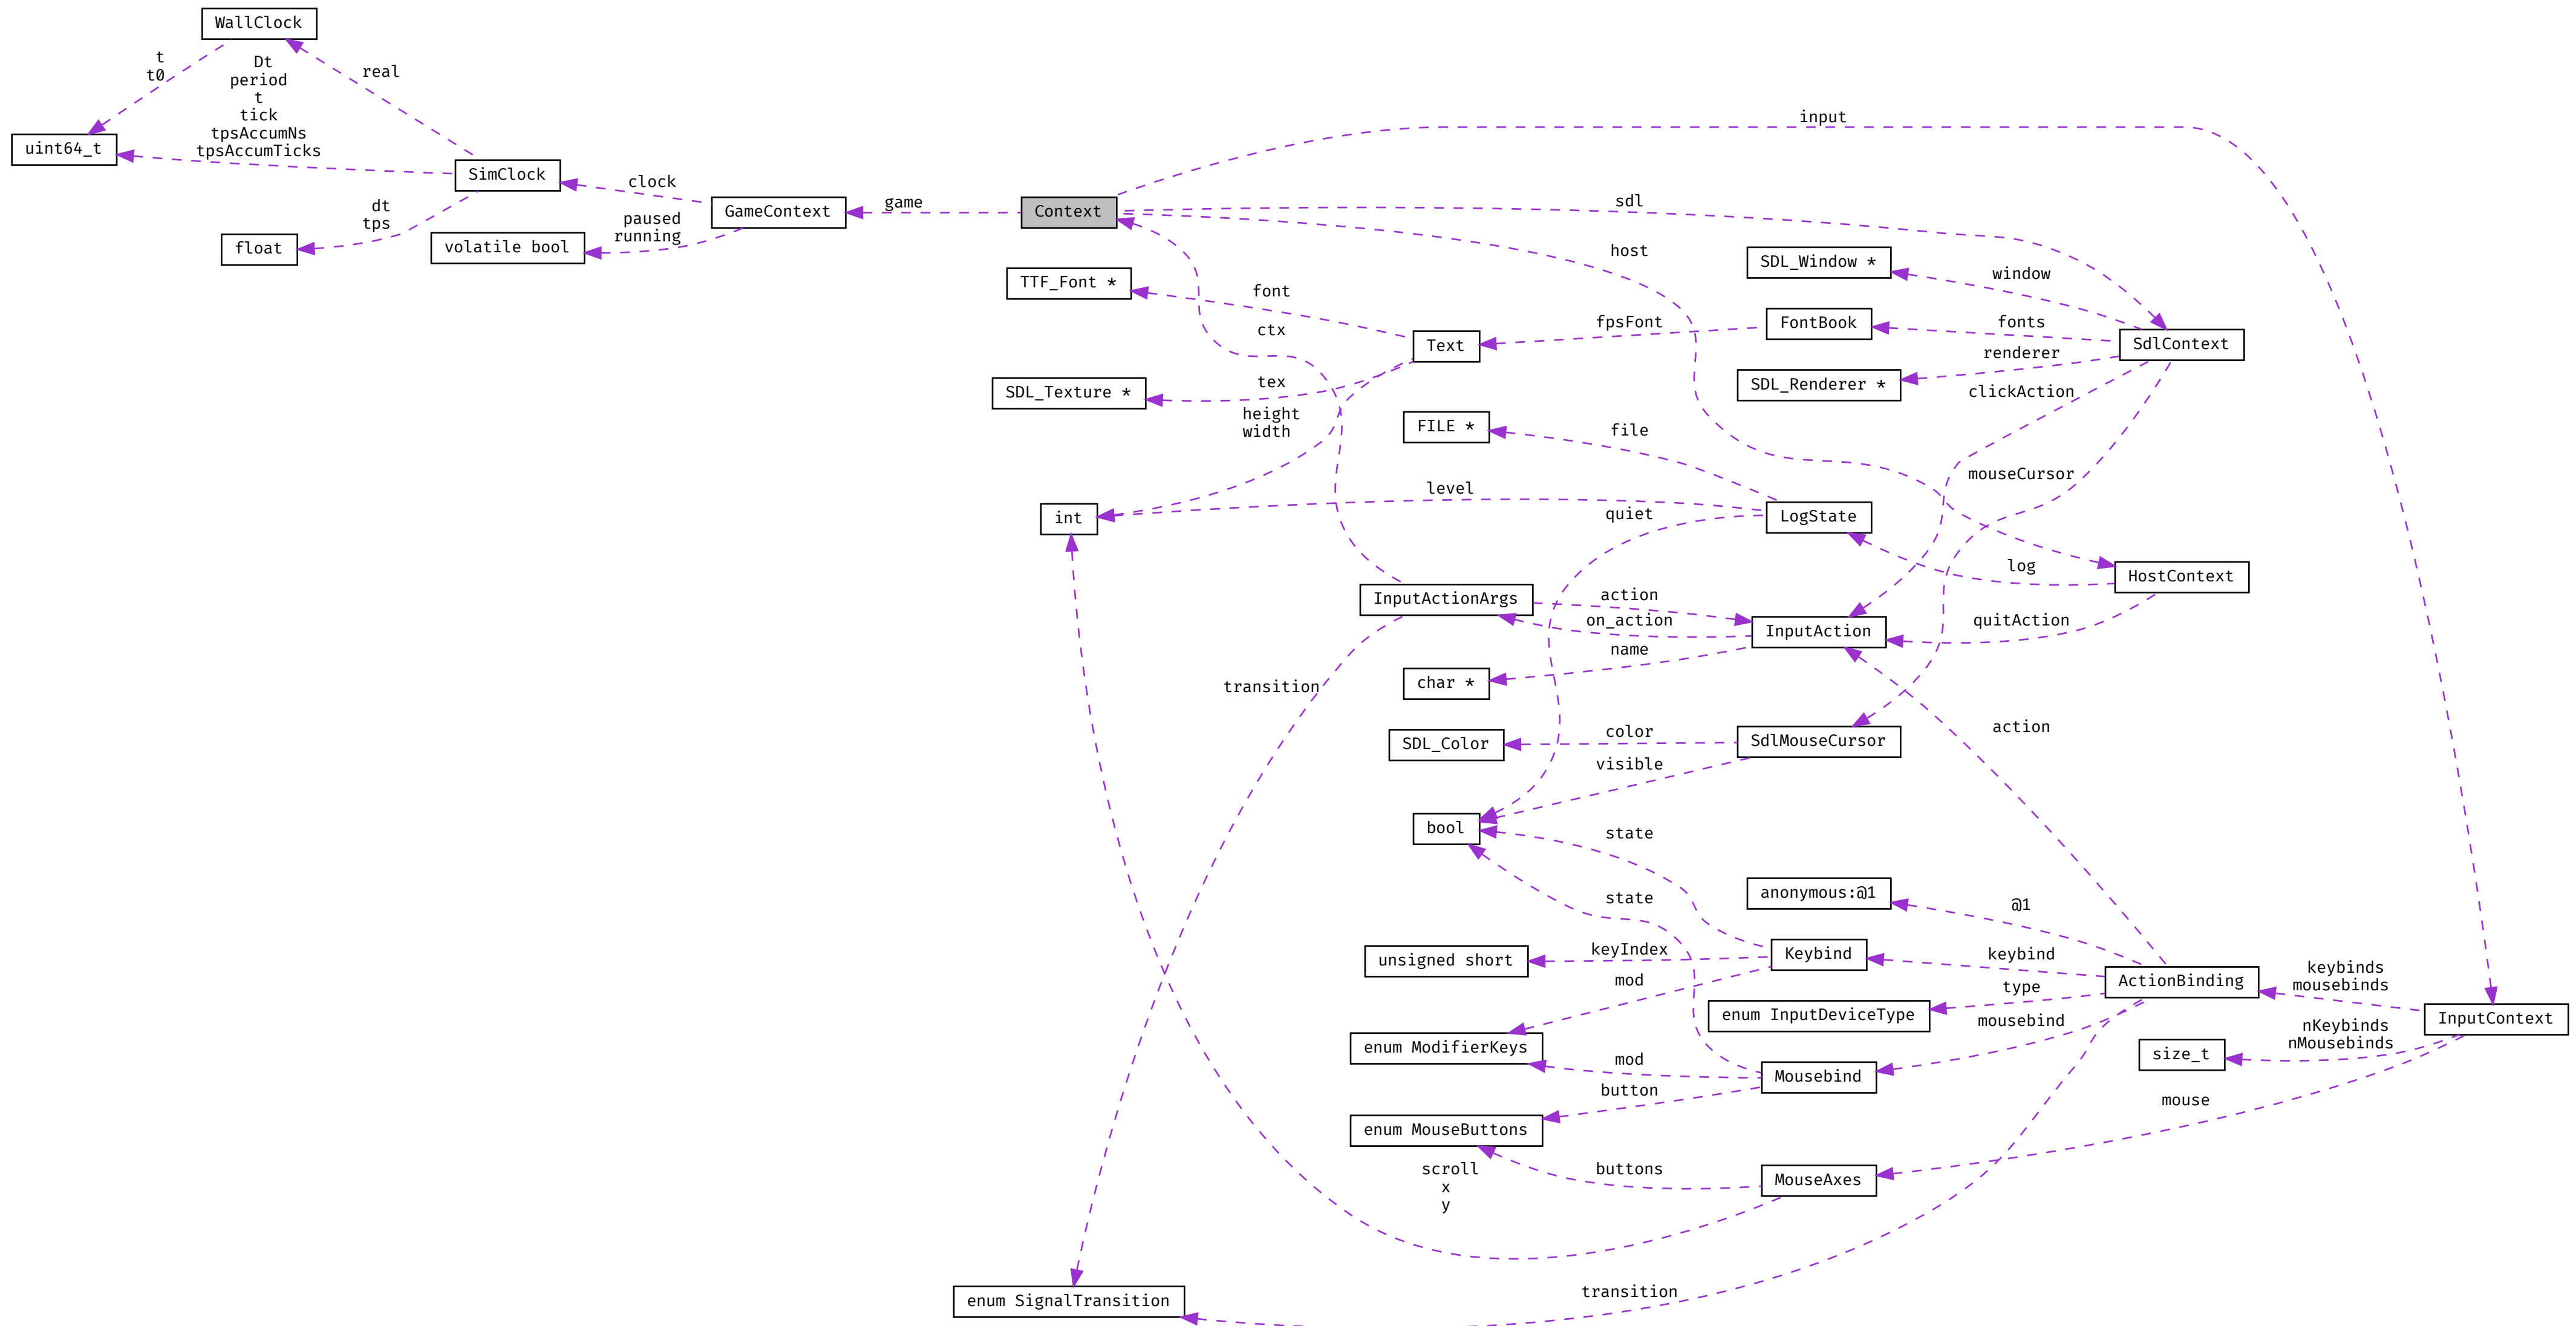 WallClock
t
t0
Dt
period
t
tick
tpsAccumNs
tpsAccumTicks
real
uint64_t
SimClock
clock
dt
tps
float
volatile bool
paused
running
GameContext
game
Context
input
sdl
host
TTF_Font *
font
ctx
SDL_Window *
window
FontBook
fonts
fpsFont
Text
SdlContext
renderer
SDL_Renderer *
clickAction
SDL_Texture *
tex
height
width
FILE *
file
mouseCursor
level
int
quiet
LogState
log
HostContext
InputActionArgs
action
on_action
InputAction
quitAction
name
char *
transition
SDL_Color
color
SdlMouseCursor
action
visible
bool
state
anonymous:@1
@1
state
unsigned short
keyIndex
Keybind
keybind
mod
ActionBinding
keybinds
mousebinds
type
enum InputDeviceType
mousebind
InputContext
nKeybinds
nMousebinds
size_t
enum ModifierKeys
mod
Mousebind
button
mouse
enum MouseButtons
buttons
scroll
x
y
MouseAxes
enum SignalTransition
transition